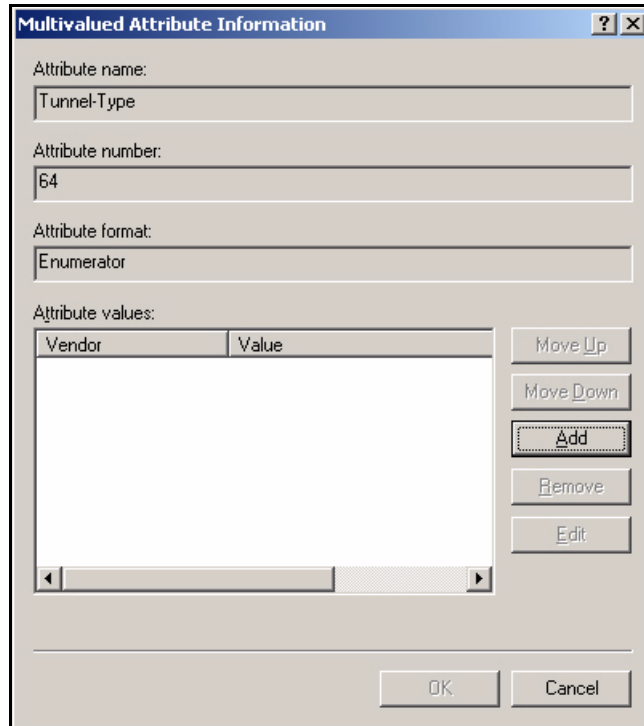 Multivalued Attribute Information
Attribute name:
Tunnel-Type
Attribute number:
64
Attribute format:
Enumerator
Attribute values:
Vendor Value
Move Up
Move Down
Add
Remove
Edit
OK Cancel